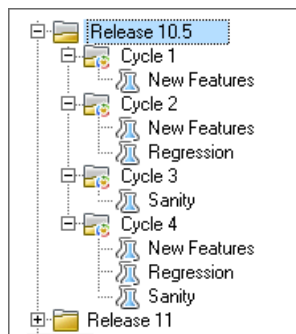 Release 10.5
Cycle 1
New Features
Cycle 2
New Features
Regression
Cycle 3
Sanity
Cycle 4
New Features
Regression
Sanity
Release 11